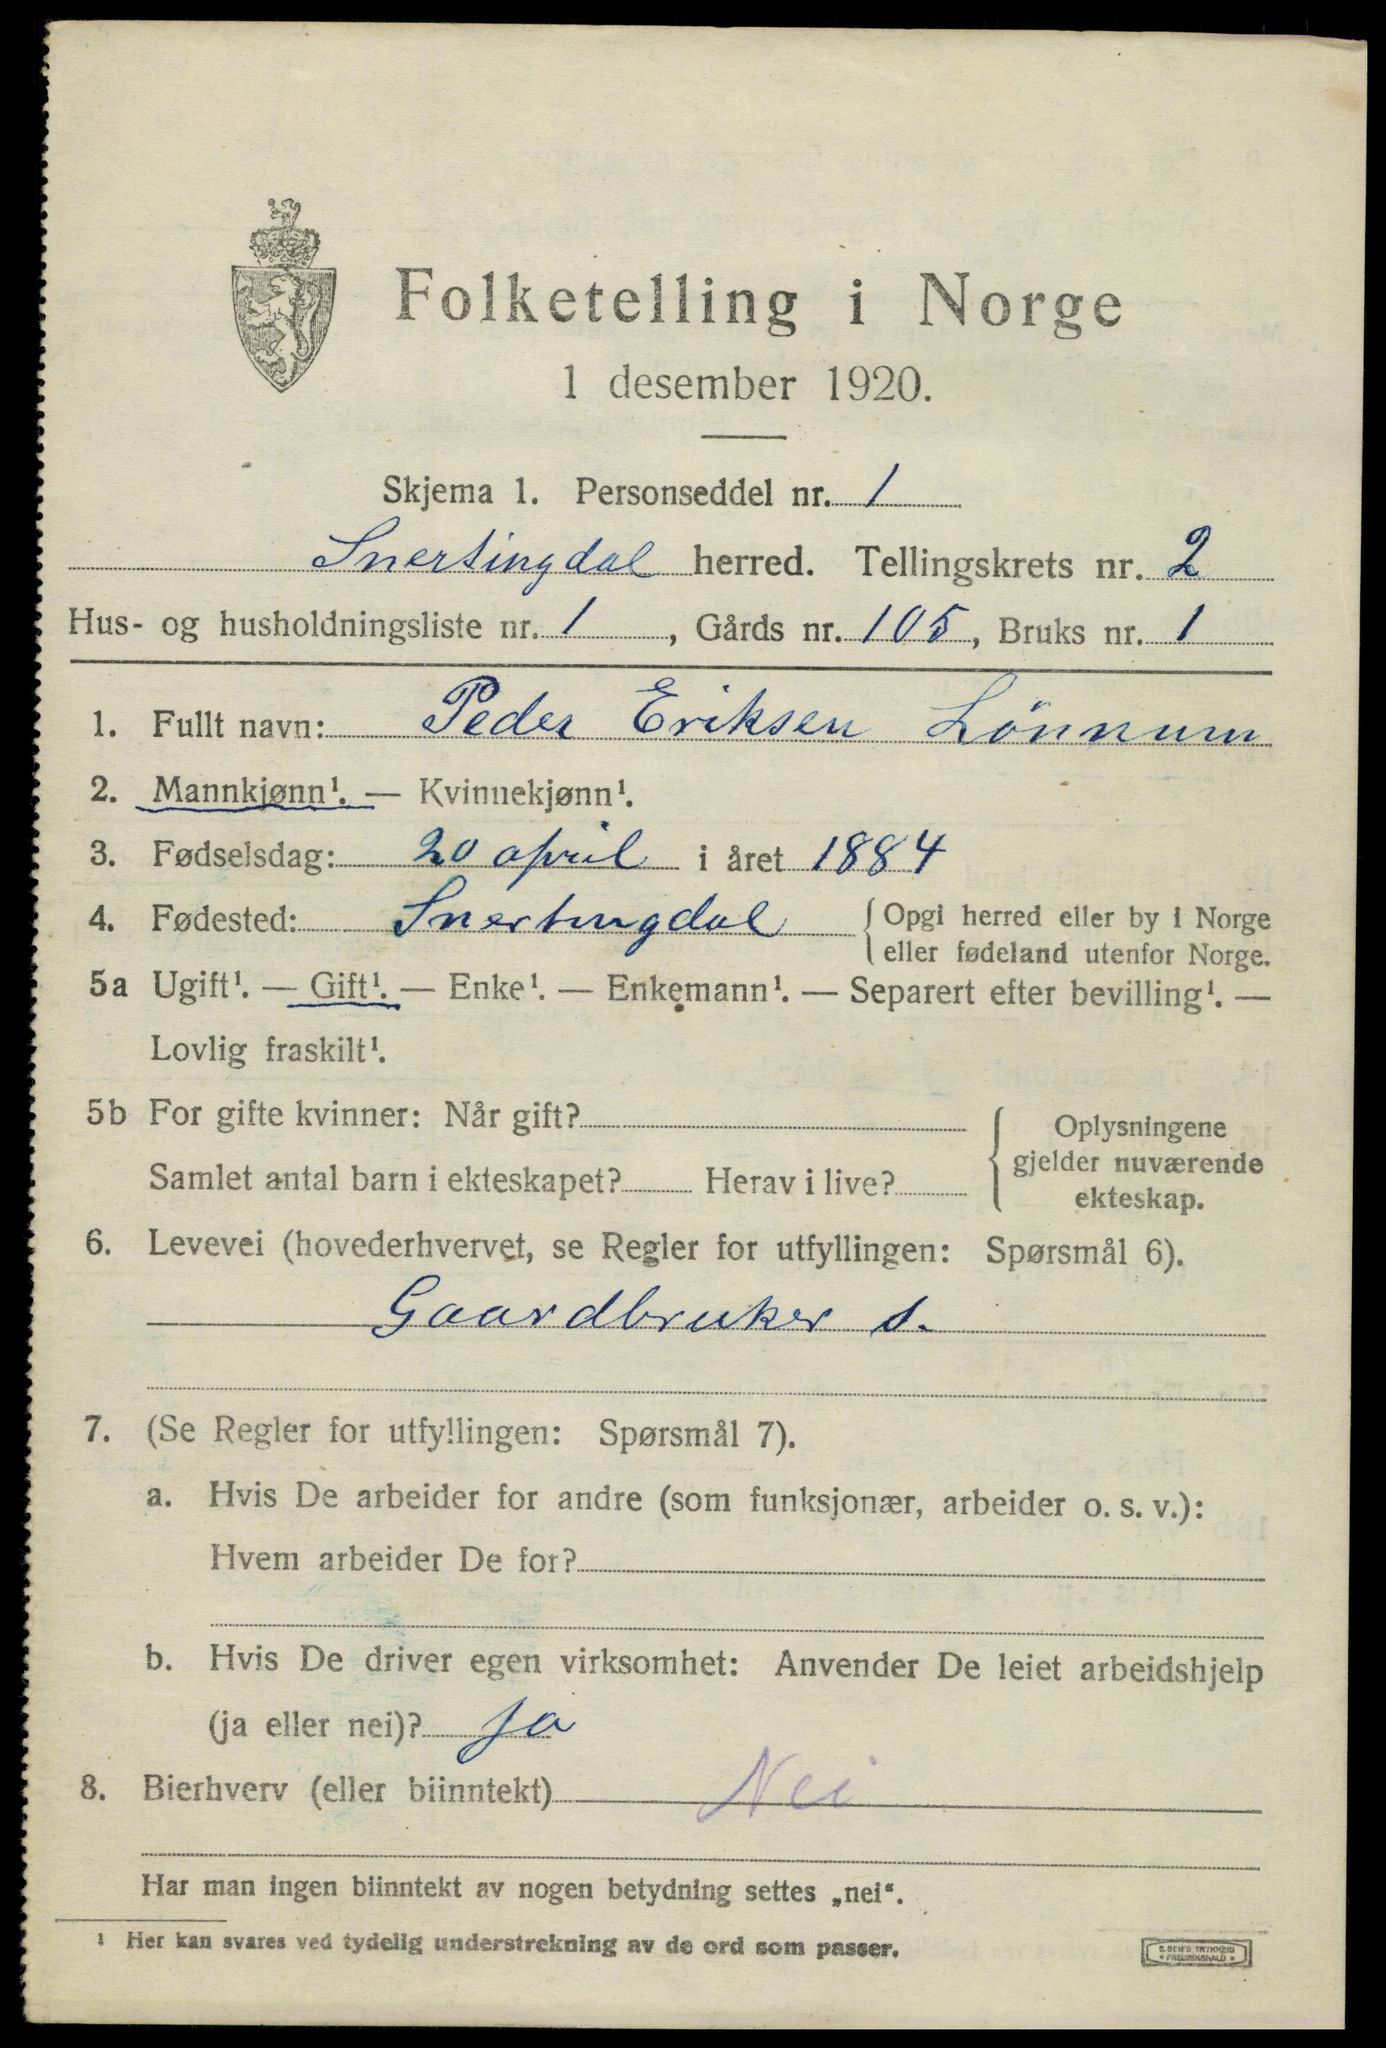 Folketelling i Norge
1 desember 1920.
Skjema 1. Personseddel nr. 1
Snertingdal herred. Tellingskrets nr. 2
Hus- og husholdningsliste nr. 1, Gårds nr. 105, Bruks nr. 1
1. Fullt navn: Peder Eriksen Lönnum
2. Mannkjønn¹. — Kvinnekjønn¹.
3. Fødselsdag: 20 april i året 1884
4. Fødested: Snertingdal { Opgi herred eller by i Norge
eller fødeland utenfor Norge.
5a Ugift¹. — Gift¹. — Enke¹. — Enkemann¹. — Separert efter bevilling¹. —
Lovlig fraskilt¹.
5b For gifte kvinner: Når gift?
Samlet antal barn i ekteskapet? Herav i live?
Oplysningene
gjelder nuværende
ekteskap.
6. Levevei (hovederhvervet, se Regler for utfyllingen: Spørsmål 6).
Gaardbruker s.
7. (Se Regler for utfyllingen: Spørsmål 7).
a. Hvis De arbeider for andre (som funksjonær, arbeider o. s. v.):
Hvem arbeider De for?
b. Hvis De driver egen virksomhet: Anvender De leiet arbeidshjelp
(ja eller nei)? ja
8. Bierhverv (eller biinntekt) Nei
Har man ingen biinntekt av nogen betydning settes „nei“.
¹ Her kan svares ved tydelig understrekning av de ord som passer.
E. SEM'S TRYKKERI
• FREDRIKSHALD •